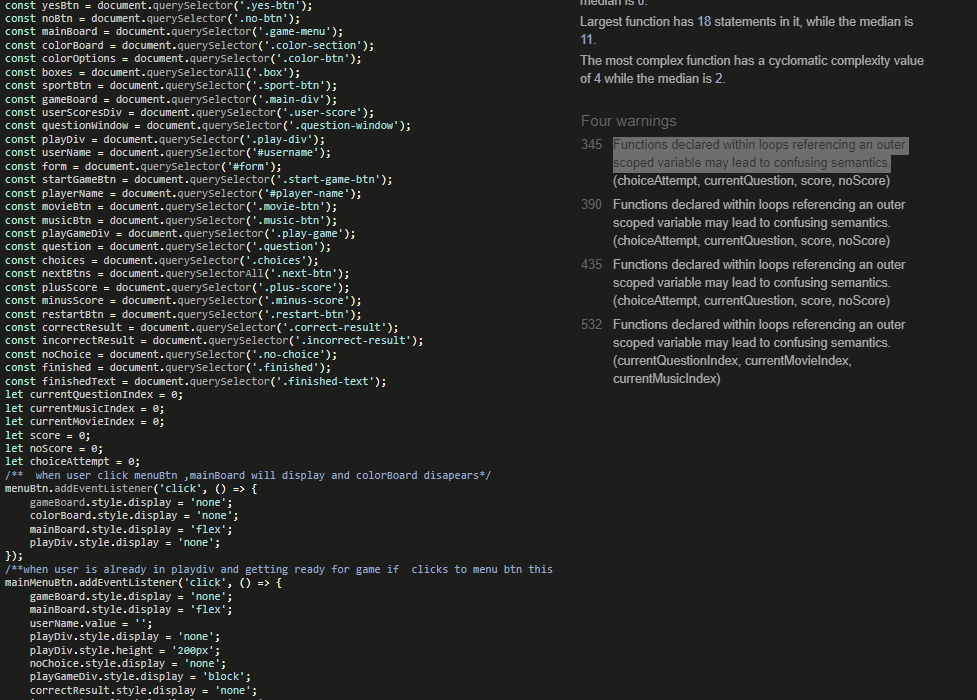 const yesBtn = document.querySelector('.yes-btn');
const noBtn = document.querySelector('.no-btn');
const mainBoard = document.querySelector('.game-menu');
const colorBoard = document.querySelector('.color-section');
const colorOptions = document.querySelector('.color-btn');
const boxes = document.querySelectorAll('.box');
const sportBtn = document.querySelector('.sport-btn');
const gameBoard = document.querySelector('.main-div');
const userScoresDiv = document.querySelector('.user-score');
const questionWindow = document.querySelector('.question-window');
const playDiv = document.querySelector('.play-div');
const userName = document.querySelector('#username');
const form = document.querySelector('#form');
const startGameBtn = document.querySelector('.start-game-btn');
const playerName = document.querySelector('#player-name');
const movieBtn = document.querySelector('.movie-btn');
const musicBtn = document.querySelector('.music-btn');
const playGameDiv = document.querySelector('.play-game');
const question = document.querySelector('.question');
const choices = document.querySelector('.choices');
const nextBtns = document.querySelectorAll('.next-btn');
const plusScore = document.querySelector('.plus-score');
const minusScore = document.querySelector('.minus-score');
const restartBtn = document.querySelector('.restart-btn');
const correctResult = document.querySelector('.correct-result');
const incorrectResult = document.querySelector('.incorrect-result');
const noChoice = document.querySelector('.no-choice');
const finished = document.querySelector('.finished');
const finishedText = document.querySelector('.finished-text');
let currentQuestionIndex = 0;
let currentMusicIndex = 0;
let currentMovieIndex = 0;
let score = 0;
let noScore = 0;
let choiceAttempt = 0;
/**  when user click menuBtn ,mainBoard will display and colorBoard disapears*/
menuBtn.addEventListener('click', () => {
    gameBoard.style.display = 'none';
    colorBoard.style.display = 'none';
    mainBoard.style.display = 'flex';
    playDiv.style.display = 'none';
});
/**when user is already in playdiv and getting ready for game if  clicks to menu btn this
mainMenuBtn.addEventListener('click', () => {
    gameBoard.style.display = 'none';
    mainBoard.style.display = 'flex';
    userName.value = '';
    playDiv.style.display = 'none';
    playDiv.style.height = '200px';
    noChoice.style.display = 'none';
    playGameDiv.style.display = 'block';
    correctResult.style.display = 'none';
median is 0.
Largest function has 18 statements in it, while the median is
11.
The most complex function has a cyclomatic complexity value
of 4 while the median is 2.
Four warnings
345 Functions declared within loops referencing an outer
scoped variable may lead to confusing semantics.
(choiceAttempt, currentQuestion, score, noScore)
390 Functions declared within loops referencing an outer
scoped variable may lead to confusing semantics.
(choiceAttempt, currentQuestion, score, noScore)
435 Functions declared within loops referencing an outer
scoped variable may lead to confusing semantics.
(choiceAttempt, currentQuestion, score, noScore)
532 Functions declared within loops referencing an outer
scoped variable may lead to confusing semantics.
(currentQuestionIndex, currentMovieIndex,
currentMusicIndex)